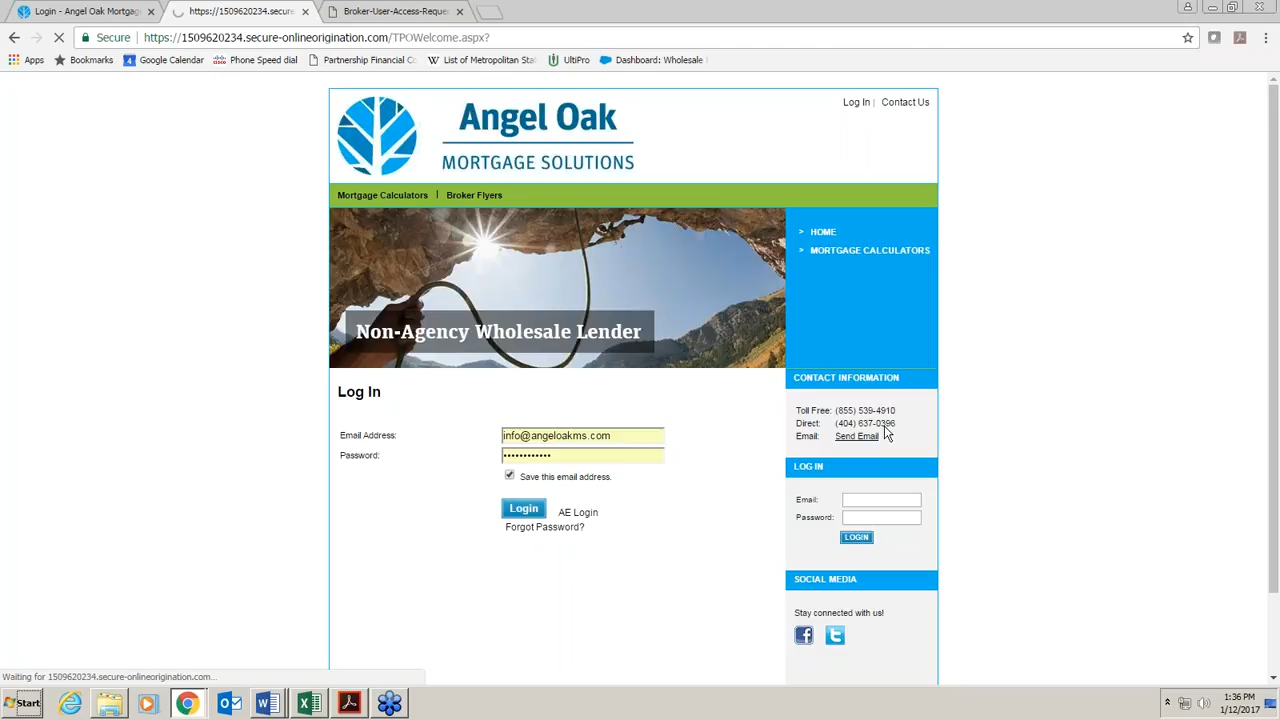 Login - Angel Oak Mortgag
https://1509620234.secure
Broker-User-Access-Reque
Secure
https://1509620234.secure-onlineorigination.com/TPOWelcome.aspx?
Apps
Bookmarks
Google Calendar
Phone Speed dial
Partnership Financial Co
List of Metropolitan Sta
UltiPro
Dashboard: Wholesale
Log In | Contact Us
Angel Oak
MORTGAGE SOLUTIONS
Mortgage Calculators | Broker Flyers
> HOME
> MORTGAGE CALCULATORS
Non-Agency Wholesale Lender
CONTACT INFORMATION
Toll Free: (855) 539-4910
Direct: (404) 637-0396
Email: Send Email
Log In
Email Address: info@angeloakms.com
Password: ••••••••••••
Save this email address.
Login
AE Login
Forgot Password?
LOG IN
Email:
Password:
LOGIN
SOCIAL MEDIA
Stay connected with us!
Waiting for 1509620234.secure-onlineorigination.com...
Start
1:36 PM
1/12/2017